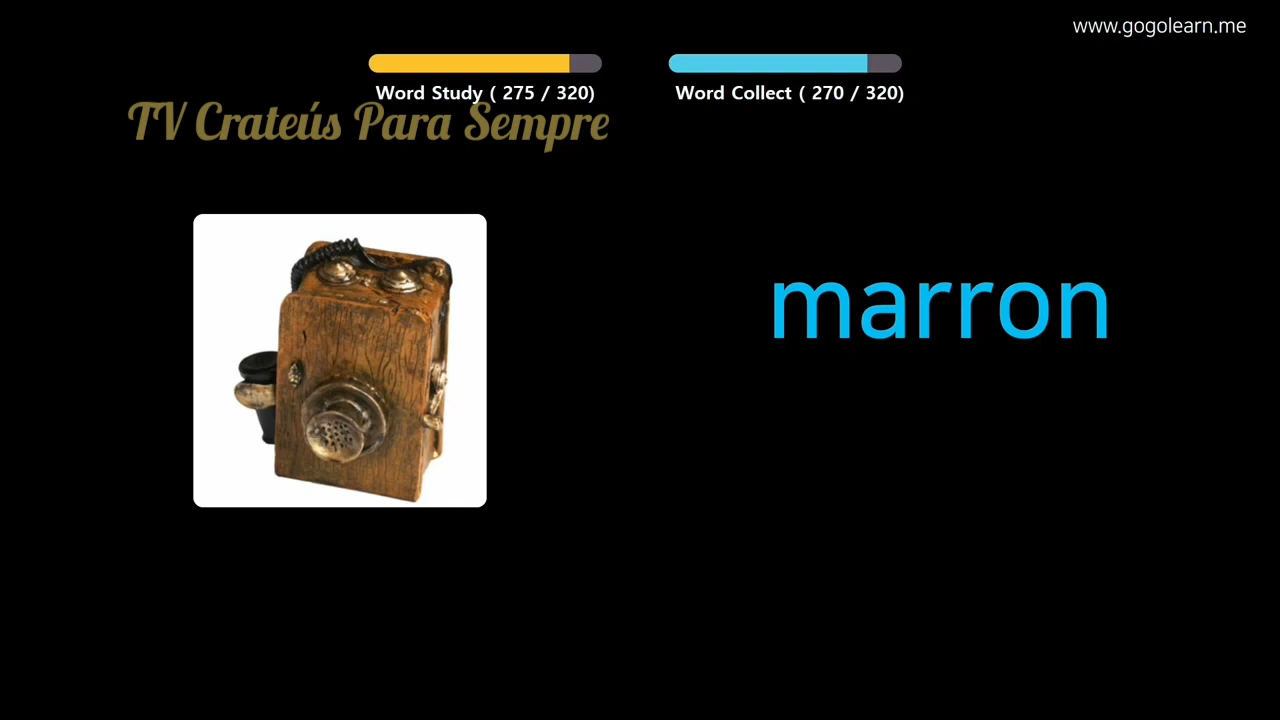 www.gogolearn.me
Word Study ( 275 / 320)
Word Collect ( 270 / 320)
TV Crateús Para Sempre
marron